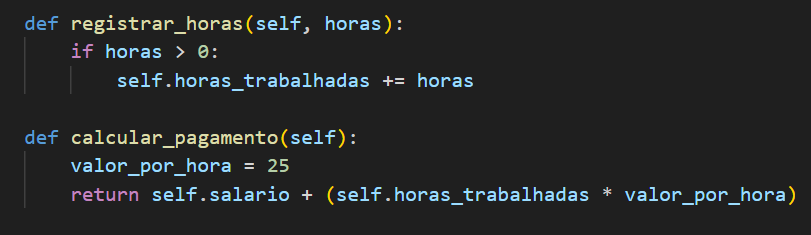 def registrar_horas(self, horas):
if horas > 0:
self.horas_trabalhadas += horas
def calcular_pagamento(self):
valor_por_hora = 25
return self.salario + (self.horas_trabalhadas * valor_por_hora)